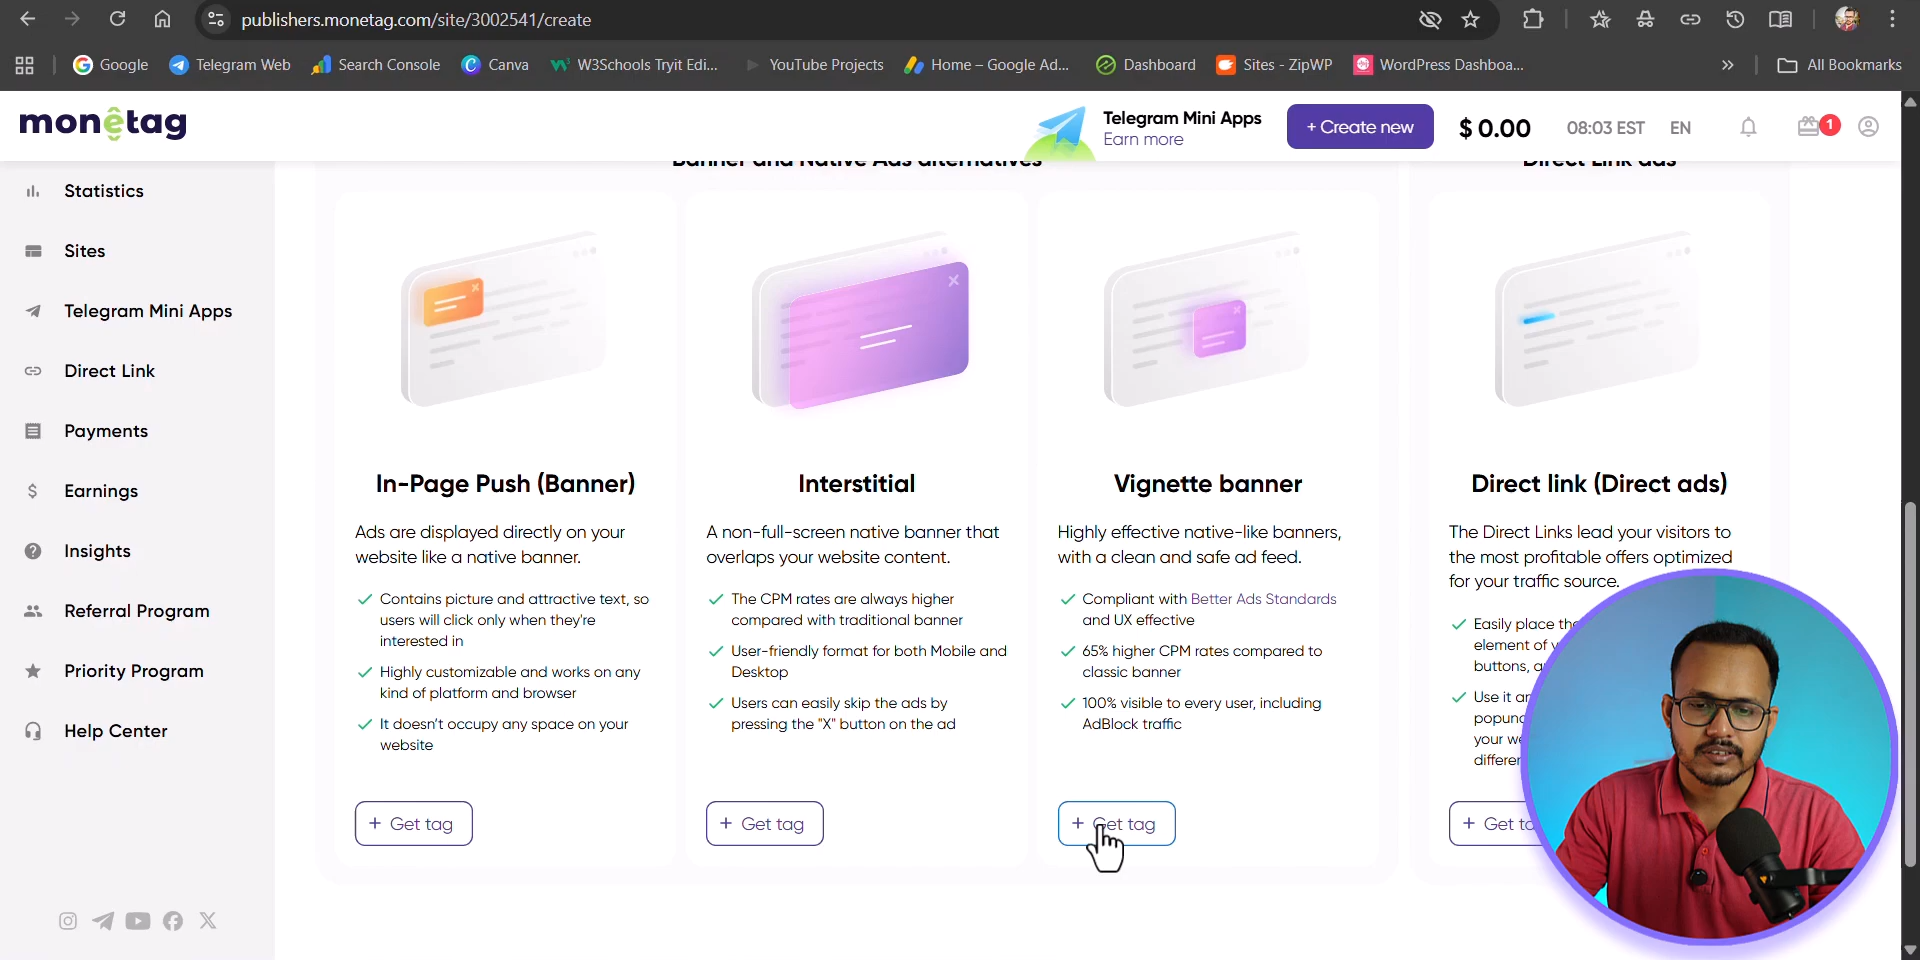 publishers.monetag.com/site/3002541/create
Google
Telegram Web
Search Console
Canva
W3Schools Tryit Edi...
YouTube Projects
Home – Google Ad...
Dashboard
Sites - ZipWP
WordPress Dashboa...
»
All Bookmarks
monetag
Telegram Mini Apps
Earn more
+ Create new
$ 0.00
08:03 EST
EN
1
Banner and Native Ads alternatives
Direct Link ads
Statistics
Sites
Telegram Mini Apps
Direct Link
Payments
Earnings
Insights
Referral Program
Priority Program
Help Center
In-Page Push (Banner)
Ads are displayed directly on your
website like a native banner.
Contains picture and attractive text, so
users will click only when they're
interested in
Highly customizable and works on any
kind of platform and browser
It doesn't occupy any space on your
website
+ Get tag
Interstitial
A non-full-screen native banner that
overlaps your website content.
The CPM rates are always higher
compared with traditional banner
User-friendly format for both Mobile and
Desktop
Users can easily skip the ads by
pressing the "X" button on the ad
+ Get tag
Vignette banner
Highly effective native-like banners,
with a clean and safe ad feed.
Compliant with Better Ads Standards
and UX effective
65% higher CPM rates compared to
classic banner
100% visible to every user, including
AdBlock traffic
+ Get tag
Direct link (Direct ads)
The Direct Links lead your visitors to
the most profitable offers optimized
for your traffic source.
Easily place
element of
buttons,
Use it
your
+ Get